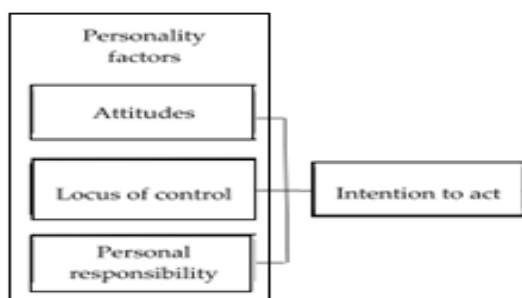 Personality
factors
Attitudes
Locus of control
Intention to act
Personal
responsibility